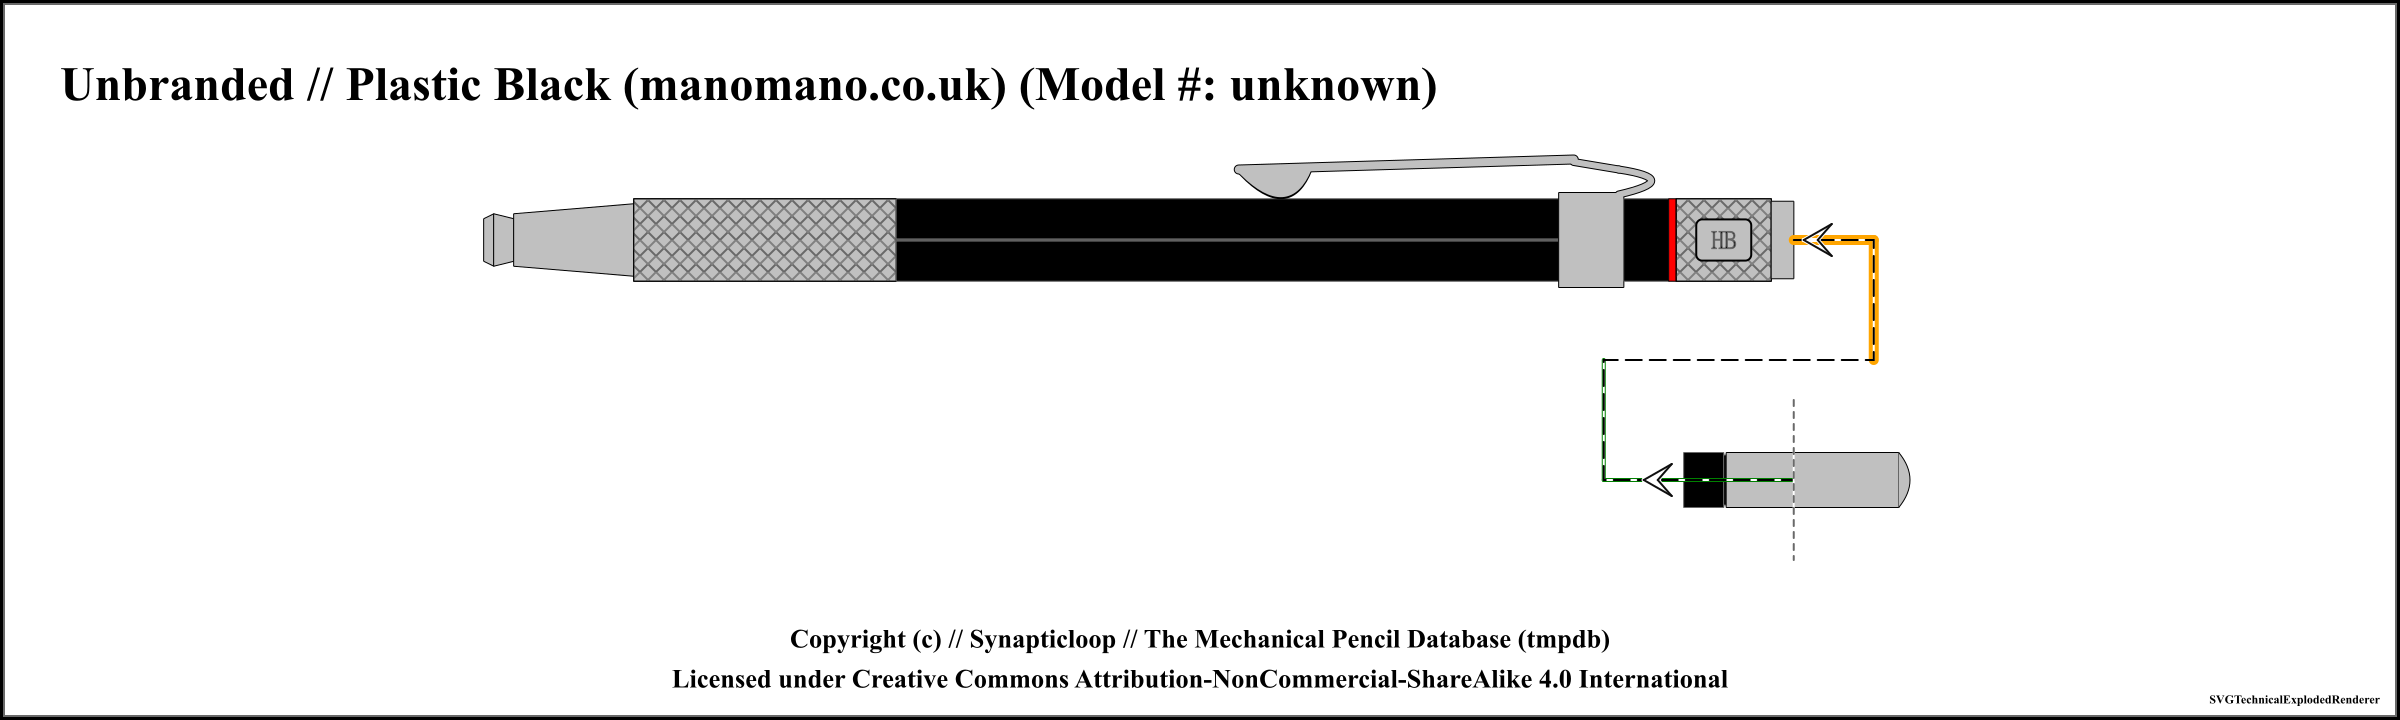 Unbranded // Plastic Black (manomano.co.uk) (Model #: unknown)
HB
Copyright (c) // Synapticloop // The Mechanical Pencil Database (tmpdb)
Licensed under Creative Commons Attribution-NonCommercial-ShareAlike 4.0 International
SVGTechnicalExplodedRenderer